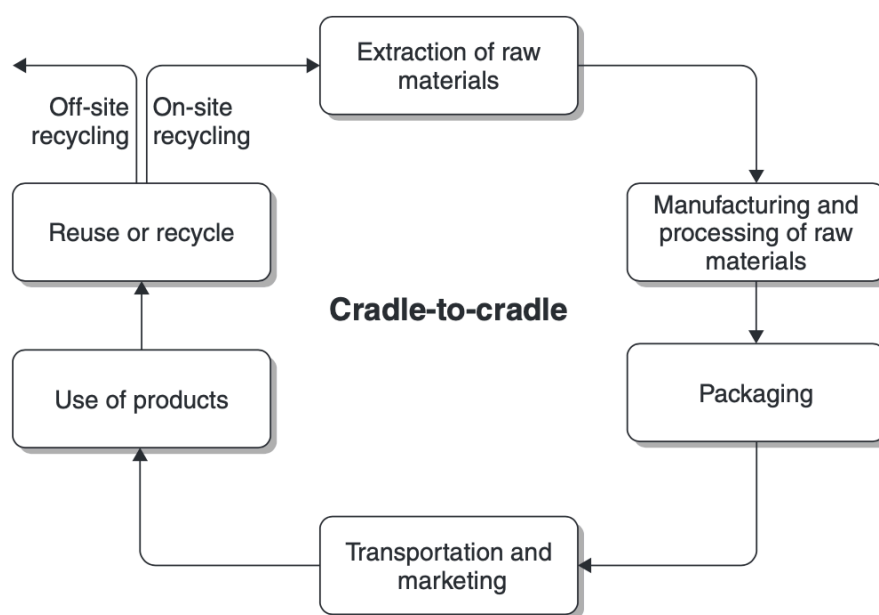 Extraction of raw
materials
Off-site
recycling
On-site
recycling
Reuse or recycle
Manufacturing and
processing of raw
materials
Cradle-to-cradle
Use of products
Packaging
Transportation and
marketing